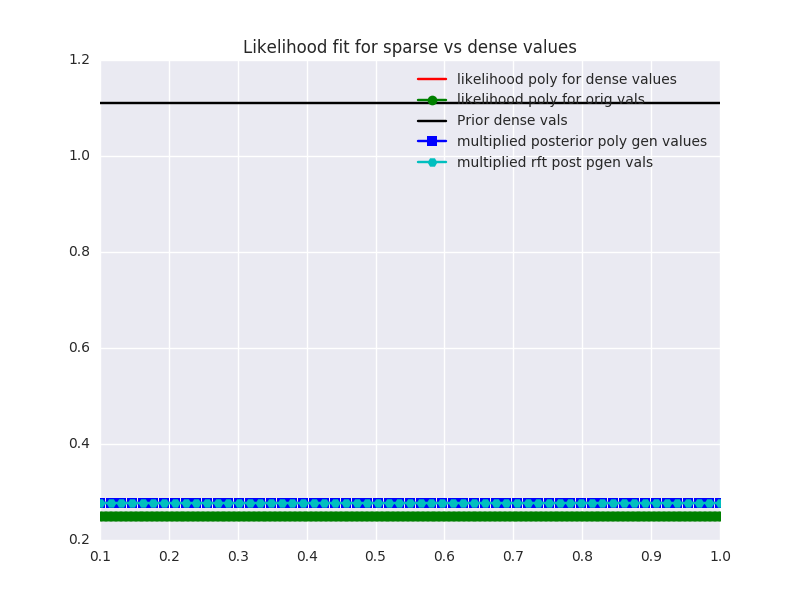 Likelihood fit for sparse vs dense values
1.2
likelihood poly for dense values
likelihood poly for orig vals
Prior dense vals
multiplied posterior poly gen values
multiplied rft post pgen vals
1.0
0.8
0.6
0.4
0.2
0.1 0.2 0.3 0.4 0.5 0.6 0.7 0.8 0.9 1.0